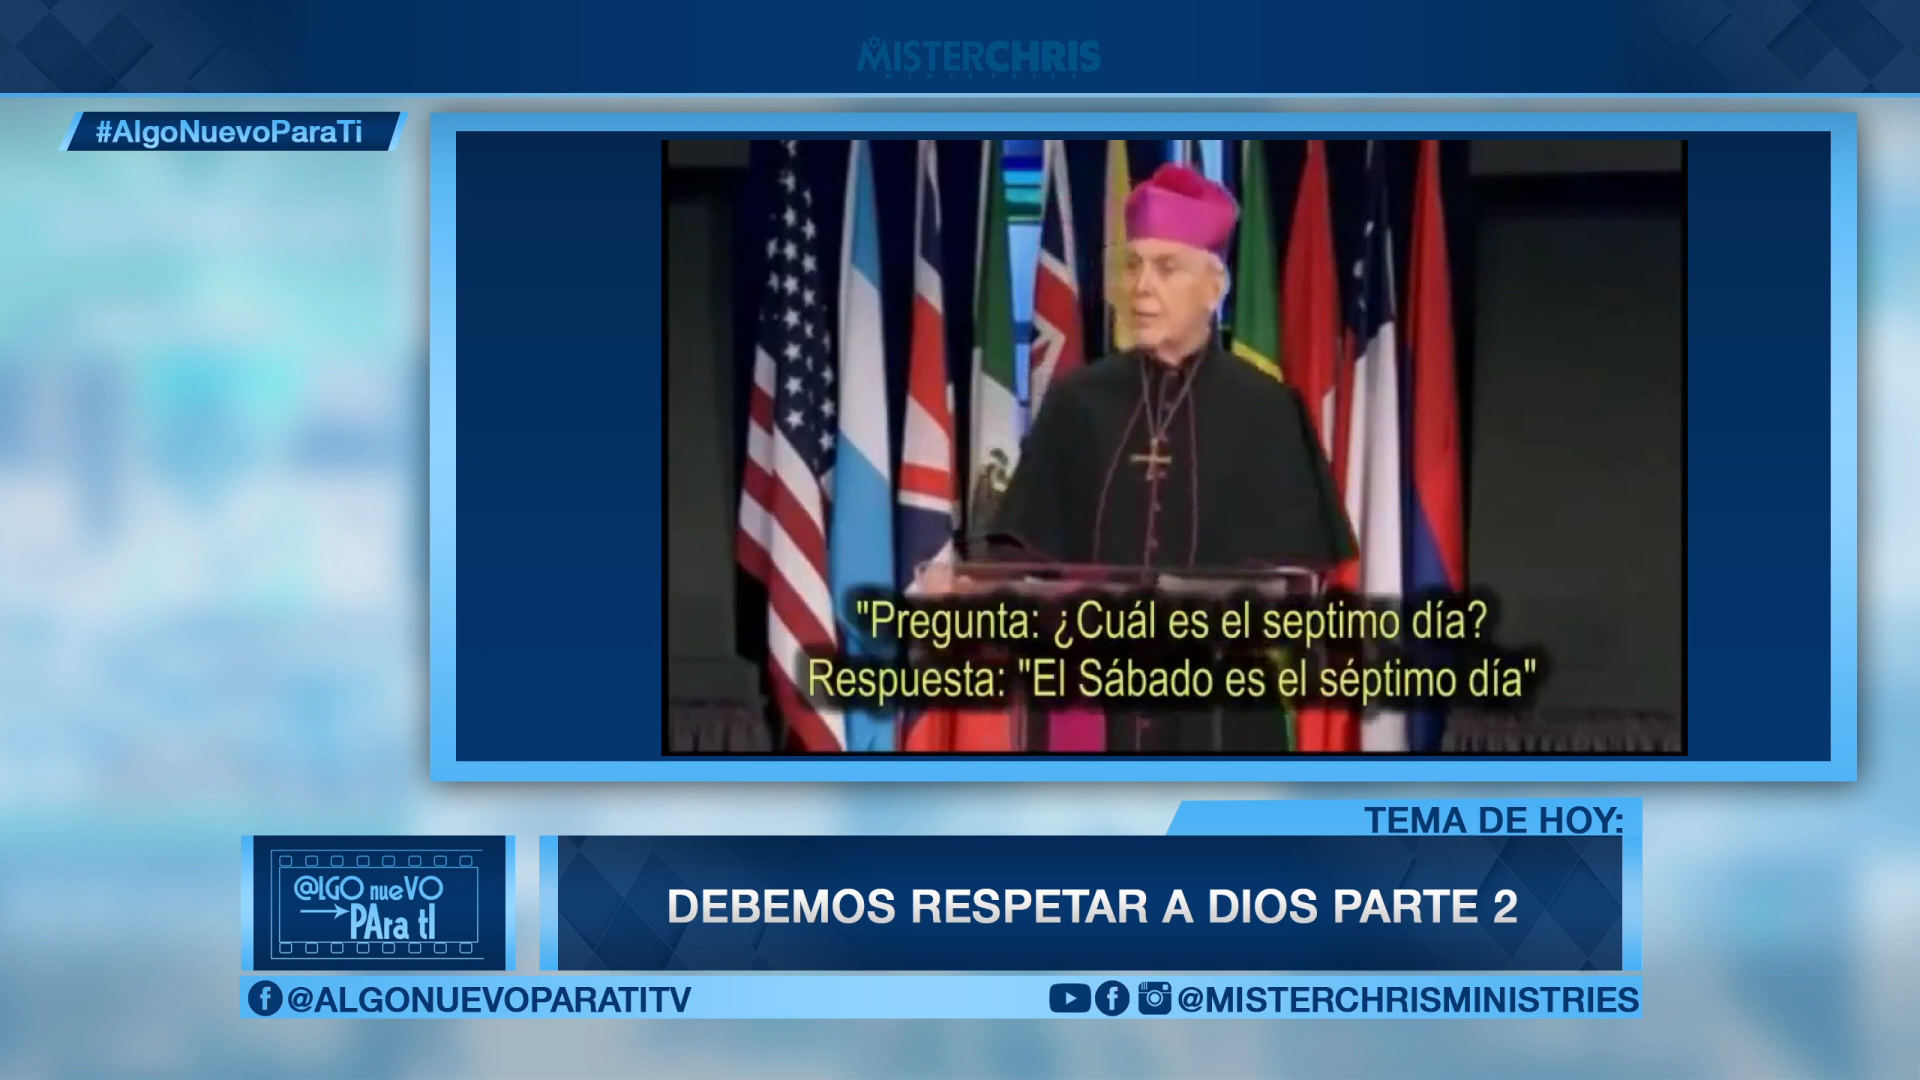 MISTERCHRIS
MINISTRIES
#AlgoNuevoParaTi
"Pregunta: ¿Cuál es el septimo día?
Respuesta: "El Sábado es el séptimo día"
TEMA DE HOY:
@lGO nueVO
PAra tI
DEBEMOS RESPETAR A DIOS PARTE 2
@ALGONUEVOPARATITV
@MISTERCHRISMINISTRIES